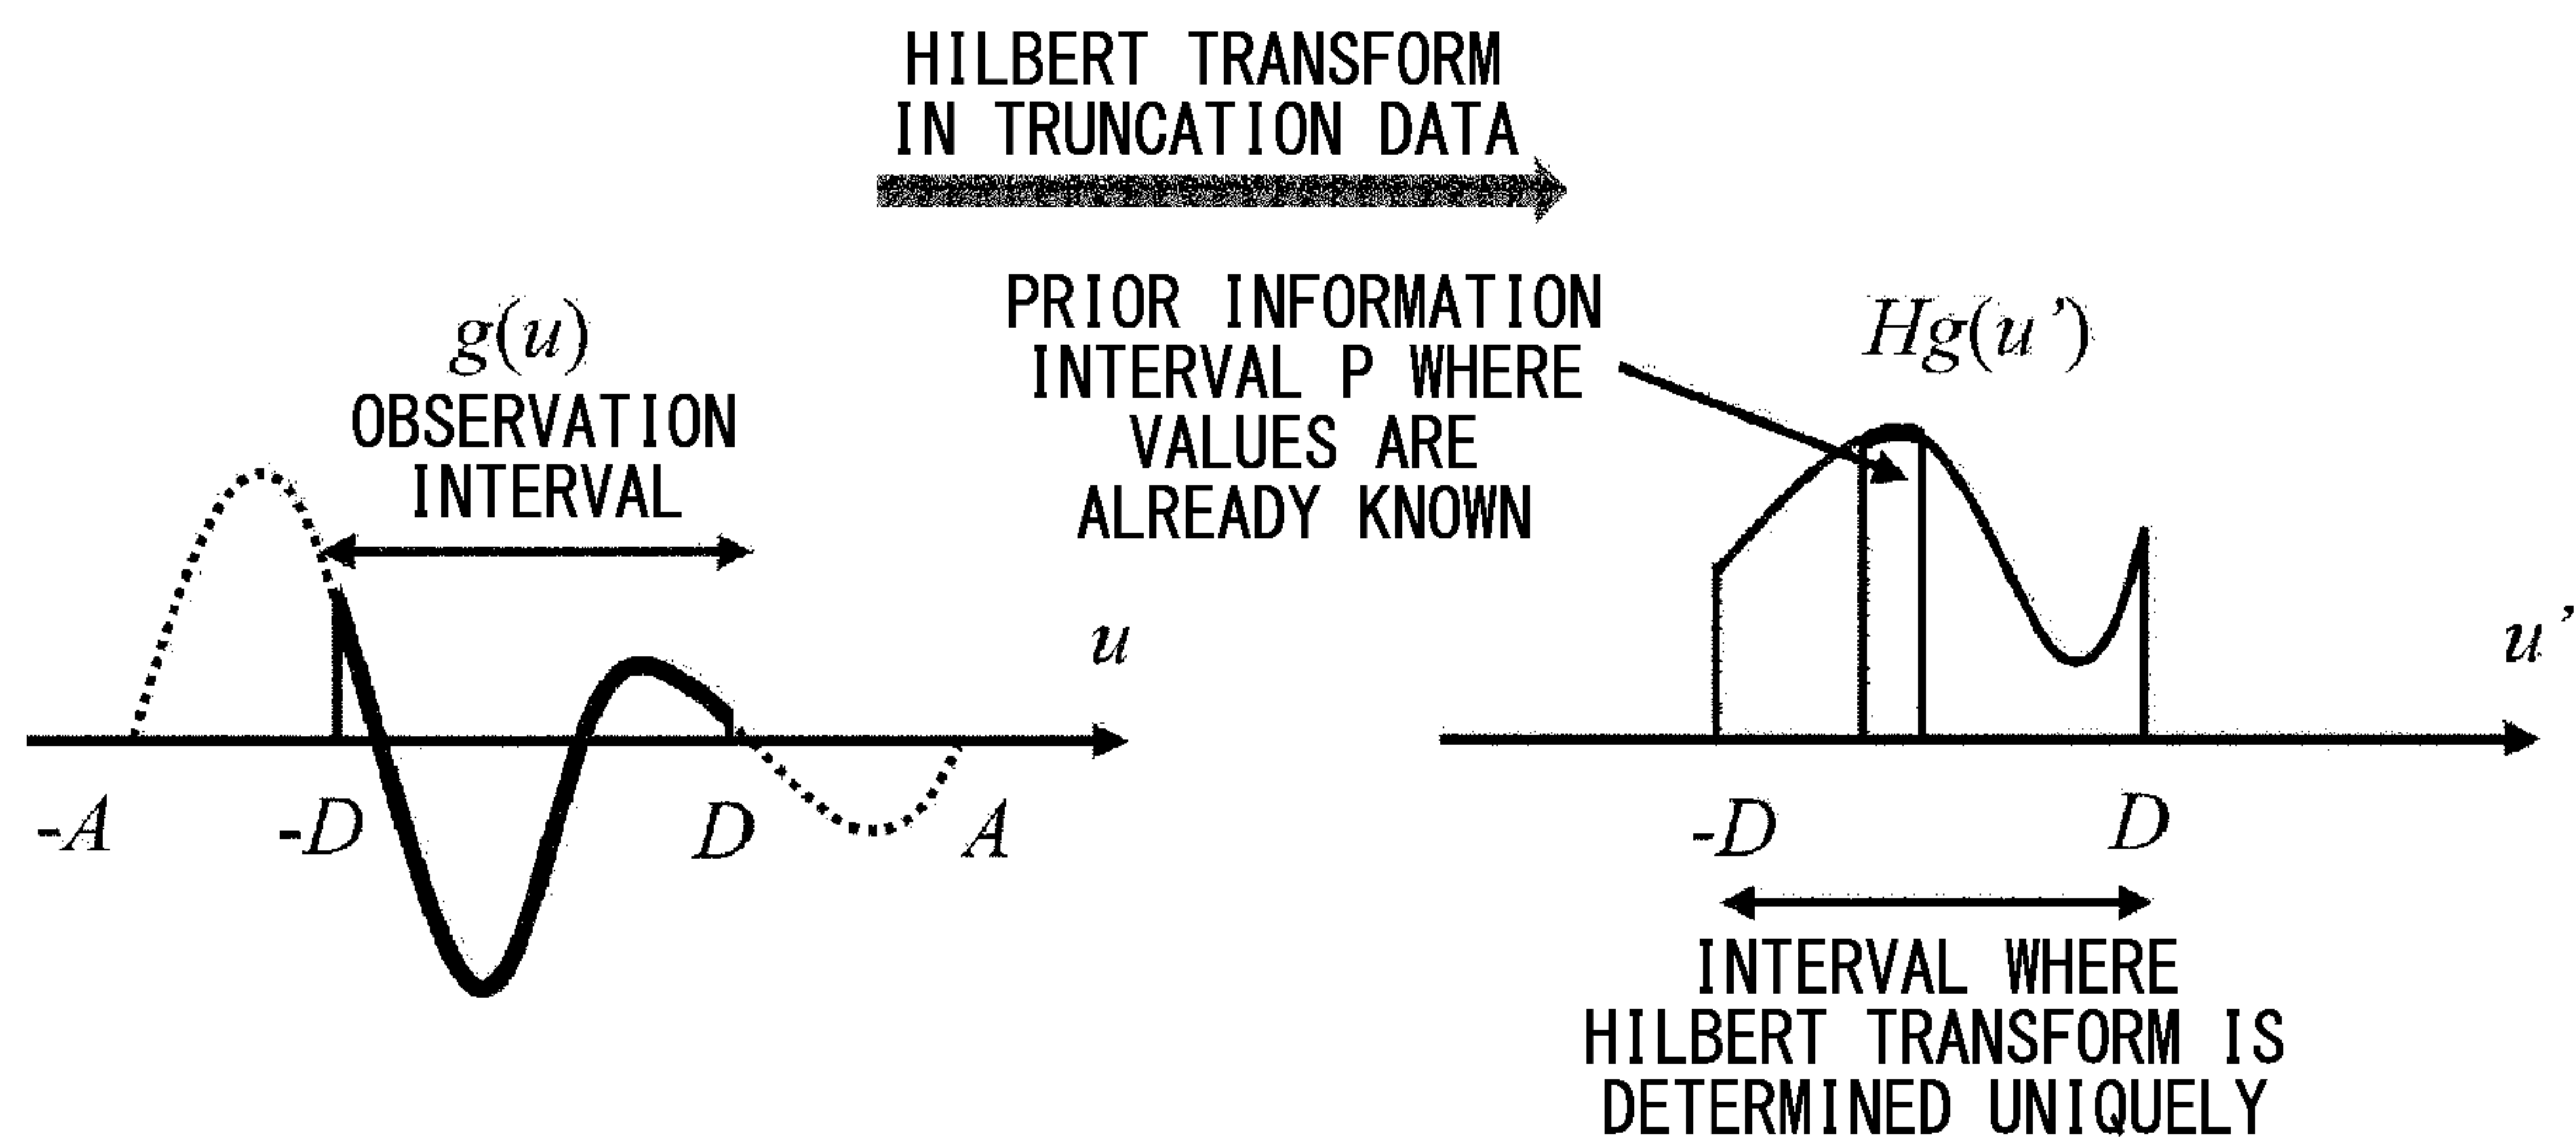 HILBERT TRANSFORM
IN TRUNCATION DATA
PRIOR INFORMATION
INTERVAL P WHERE
VALUES ARE
ALREADY KNOWN
g(u)
OBSERVATION
INTERVAL
u
-A
-D
D
A
Hg(u’)
u’
-D
D
INTERVAL WHERE
HILBERT TRANSFORM IS
DETERMINED UNIQUELY